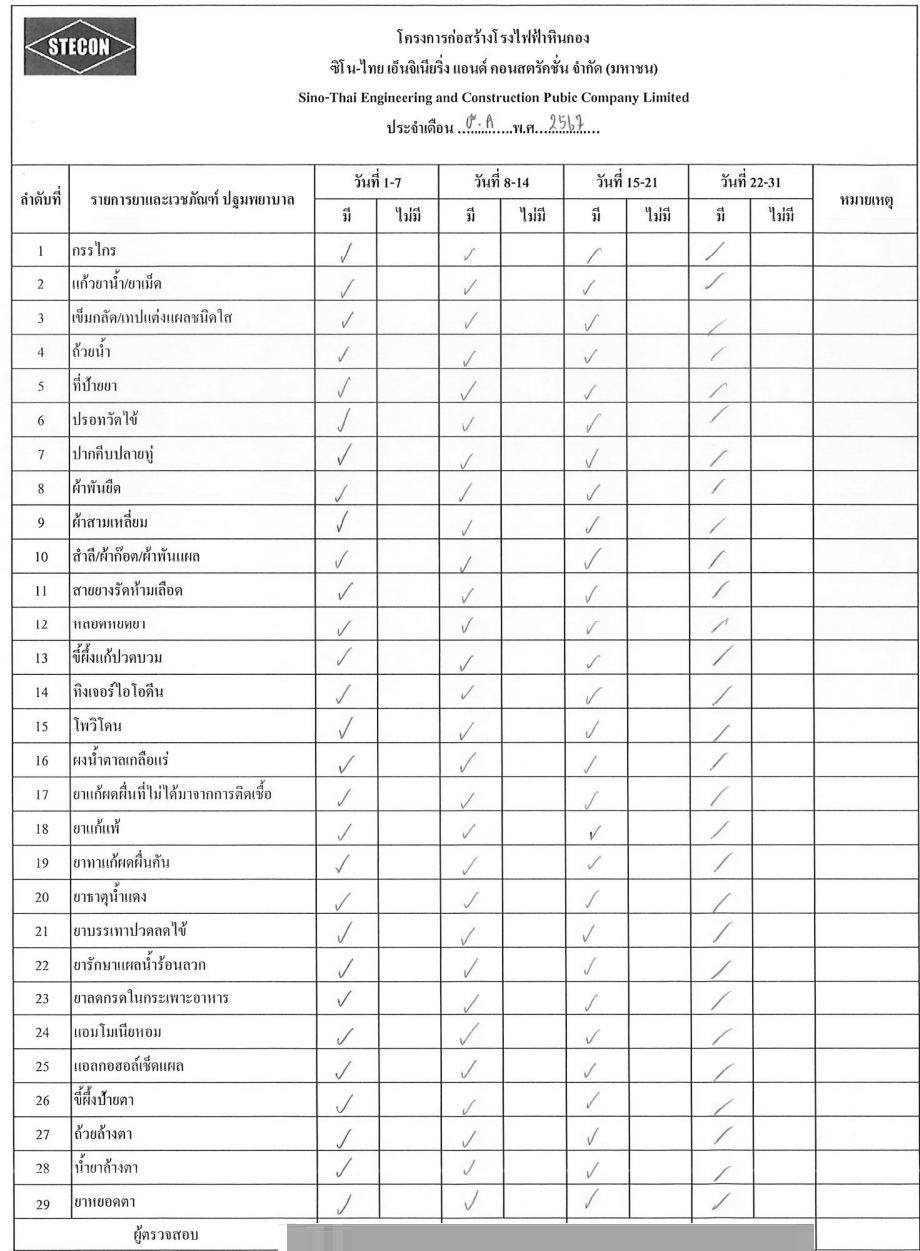 STECON
โครงการก่อสร้างโรงไฟฟ้าหินกอง
ซิโน-ไทย เอ็นจิเนียริ่ง แอนด์ คอนสตรัคชั่น จำกัด (มหาชน)
Sino-Thai Engineering and Construction Pubic Company Limited
ประจำเดือน ...ต.ค.....พ.ศ....2567......
ลำดับที่ รายการยาและเวชภัณฑ์ ปฐมพยาบาล วันที่ 1-7 วันที่ 8-14 วันที่ 15-21 วันที่ 22-31 หมายเหตุ
มี ไม่มี มี ไม่มี มี ไม่มี มี ไม่มี
1 กรรไกร ✓ ✓ ✓ ✓
2 แก้วยาน้ำ/ยาเม็ด ✓ ✓ ✓ ✓
3 เข็มกลัด/เทปแต่งแผลชนิดใส ✓ ✓ ✓ ✓
4 ถ้วยน้ำ ✓ ✓ ✓ ✓
5 ที่ป้ายยา ✓ ✓ ✓ ✓
6 ปรอทวัดไข้ ✓ ✓ ✓ ✓
7 ปากคีบปลายทู่ ✓ ✓ ✓ ✓
8 ผ้าพันยืด ✓ ✓ ✓ ✓
9 ผ้าสามเหลี่ยม ✓ ✓ ✓ ✓
10 สำลี/ผ้าก๊อต/ผ้าพันแผล ✓ ✓ ✓ ✓
11 สายยางรัดห้ามเลือด ✓ ✓ ✓ ✓
12 หลอดหยดยา ✓ ✓ ✓ ✓
13 ขี้ผึ้งแก้ปวดบวม ✓ ✓ ✓ ✓
14 ทิงเจอร์ไอโอดีน ✓ ✓ ✓ ✓
15 โพวิโดน ✓ ✓ ✓ ✓
16 ผงน้ำตาลเกลือแร่ ✓ ✓ ✓ ✓
17 ยาแก้ผดผื่นที่ไม่ได้มาจากการติดเชื้อ ✓ ✓ ✓ ✓
18 ยาแก้แพ้ ✓ ✓ ✓ ✓
19 ยาทาแก้ผดผื่นคัน ✓ ✓ ✓ ✓
20 ยาธาตุน้ำแดง ✓ ✓ ✓ ✓
21 ยาบรรเทาปวดลดไข้ ✓ ✓ ✓ ✓
22 ยารักษาแผลน้ำร้อนลวก ✓ ✓ ✓ ✓
23 ยาลดกรดในกระเพาะอาหาร ✓ ✓ ✓ ✓
24 แอมโมเนียหอม ✓ ✓ ✓ ✓
25 แอลกอฮอล์เช็ดแผล ✓ ✓ ✓ ✓
26 ขี้ผึ้งป้ายตา ✓ ✓ ✓ ✓
27 ถ้วยล้างตา ✓ ✓ ✓ ✓
28 น้ำยาล้างตา ✓ ✓ ✓ ✓
29 ยาหยอดตา ✓ ✓ ✓ ✓
ผู้ตรวจสอบ